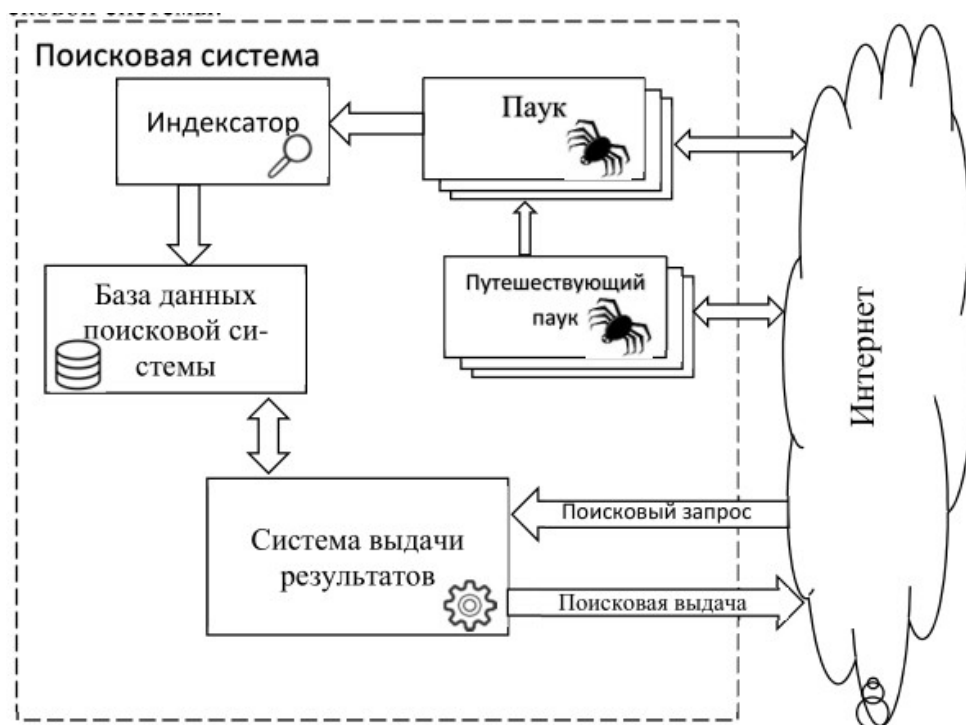 Поисковая система
Индексатор
Паук
База данных
поисковой си-
стемы
Путешествующий
паук
Интернет
Поисковый запрос
Система выдачи
результатов
Поисковая выдача